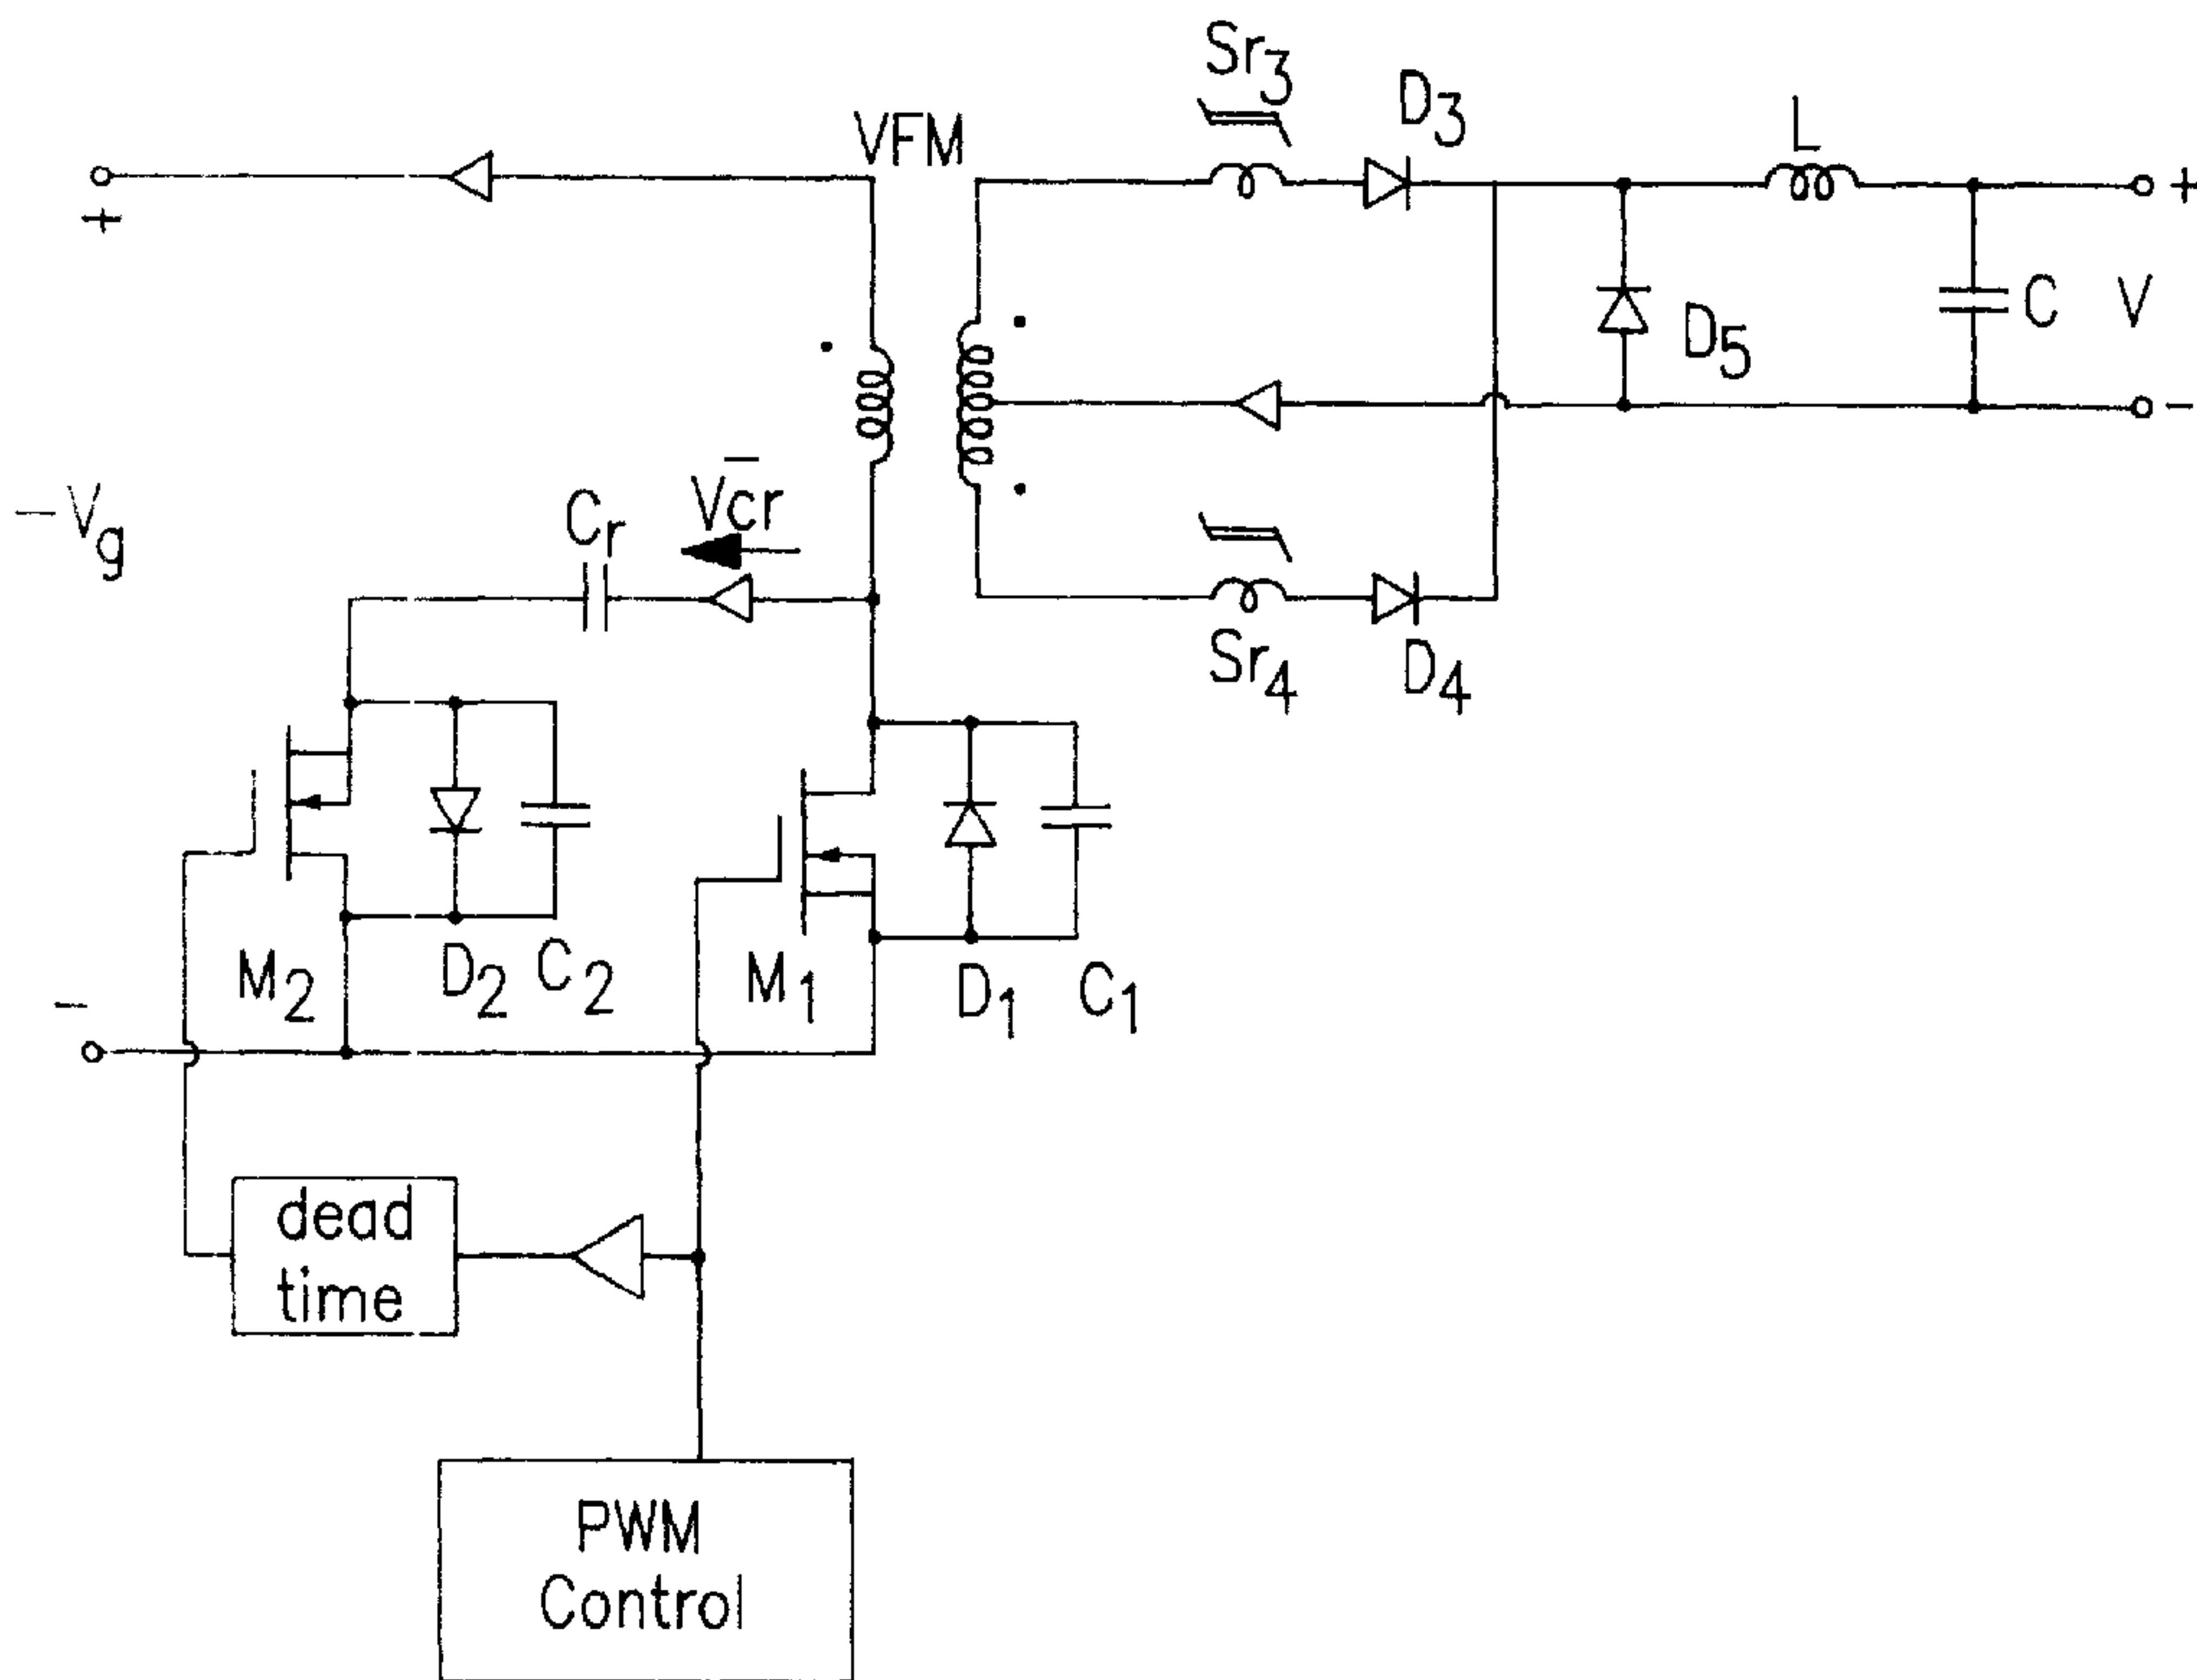 Sr3
D3
VFM
L
+
+
D5
C
V
-
-Vg
Cr
Vcr
Sr4
D4
M2
D2
C2
M1
D1
C1
-
dead
time
PWM
Control